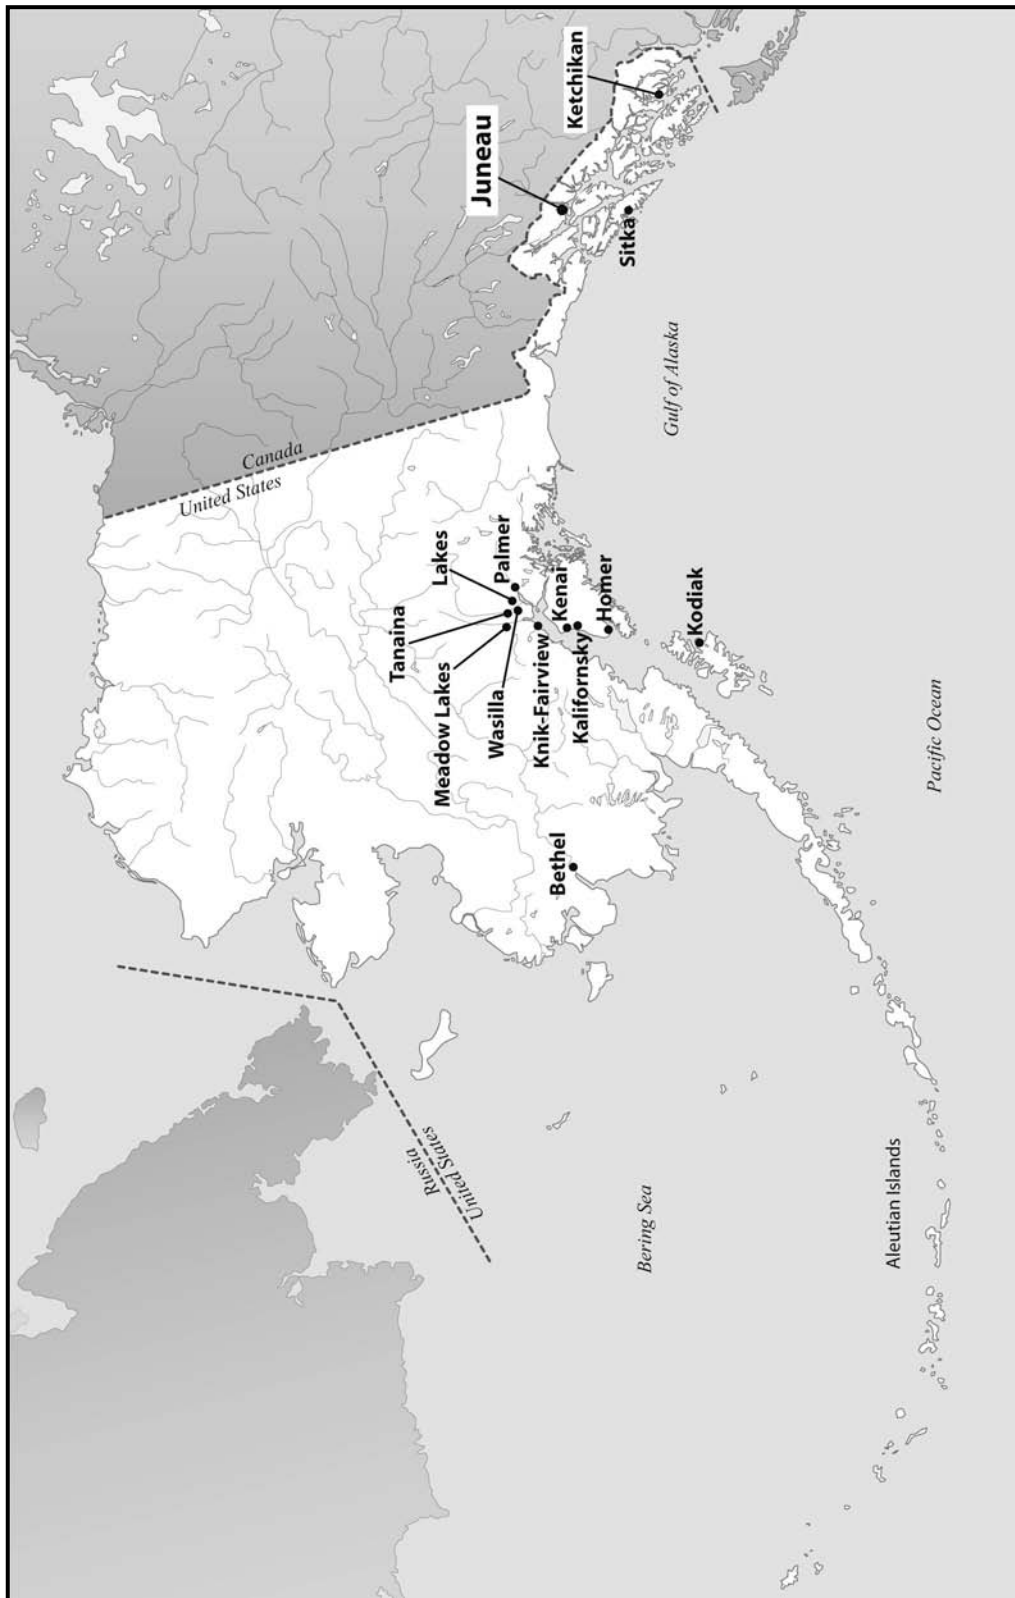 Canada
United States
Russia
United States
Tanaina
Lakes
Meadow Lakes
Palmer
Wasilla
Knik-Fairview
Kenai
Kalifornsky
Homer
Kodiak
Bethel
Juneau
Ketchikan
Sitka
Gulf of Alaska
Bering Sea
Pacific Ocean
Aleutian Islands